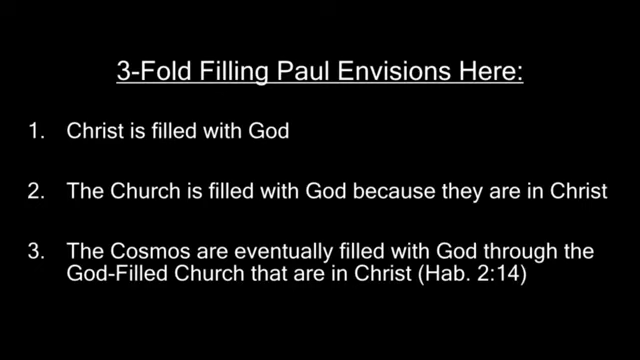 3-Fold Filling Paul Envisions Here:
1. Christ is filled with God
2. The Church is filled with God because they are in Christ
3. The Cosmos are eventually filled with God through the
God-Filled Church that are in Christ (Hab. 2:14)